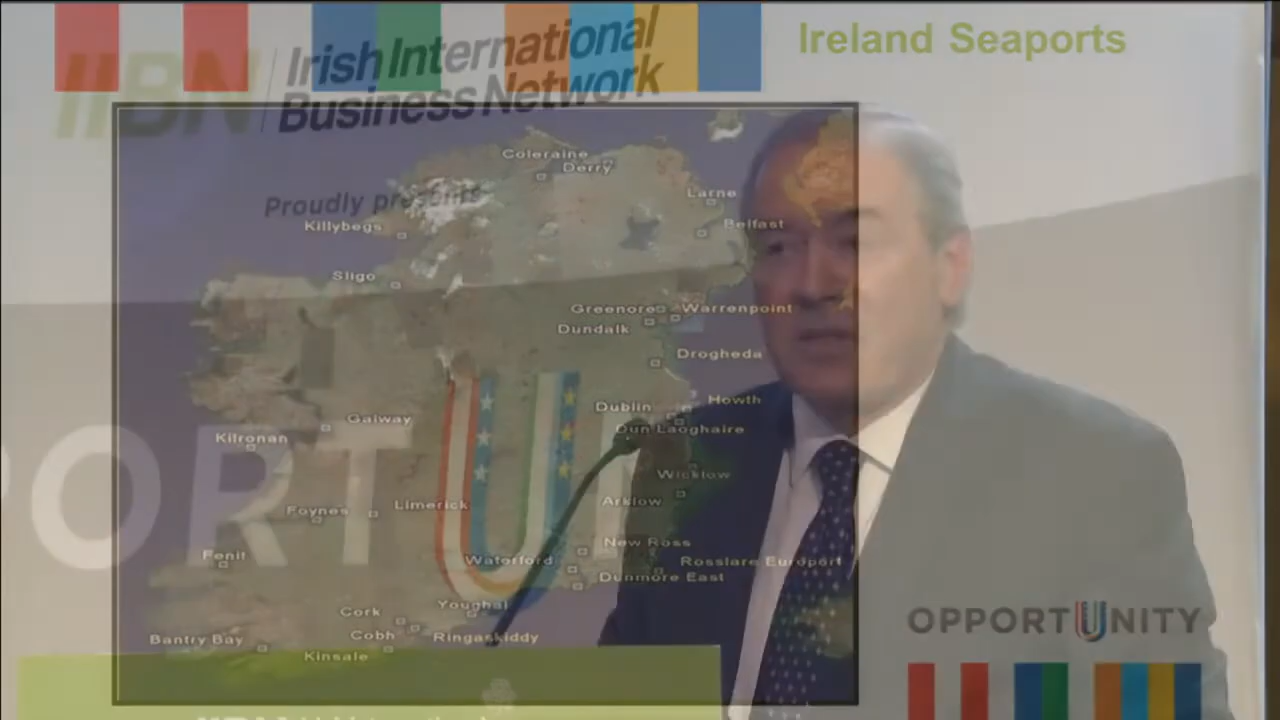 Ireland Seaports
IIBN
Irish International
Business Network
Proudly presents
Coleraine
Derry
Larne
Killybegs
Belfast
Sligo
Greenore
Warrenpoint
Dundalk
Drogheda
Howth
Dublin
Dun Laoghaire
Galway
Kilronan
PORTU
Wicklow
Arklow
Limerick
Foynes
New Ross
Fenit
Waterford
Rosslare Europort
Dunmore East
Youghal
Cork
Cobh
Ringaskiddy
Bantry Bay
Kinsale
OPPORTUNITY